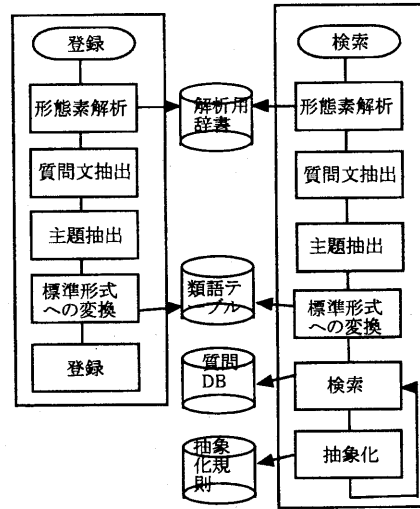 登録
形態素解析
質問文抽出
主題抽出
標準形式
への変換
登録
解析用
辞書
類語テ
ーブル
質問
DB
抽象
化規
則
検索
形態素解析
質問文抽出
主題抽出
標準形式
への変換
検索
抽象化